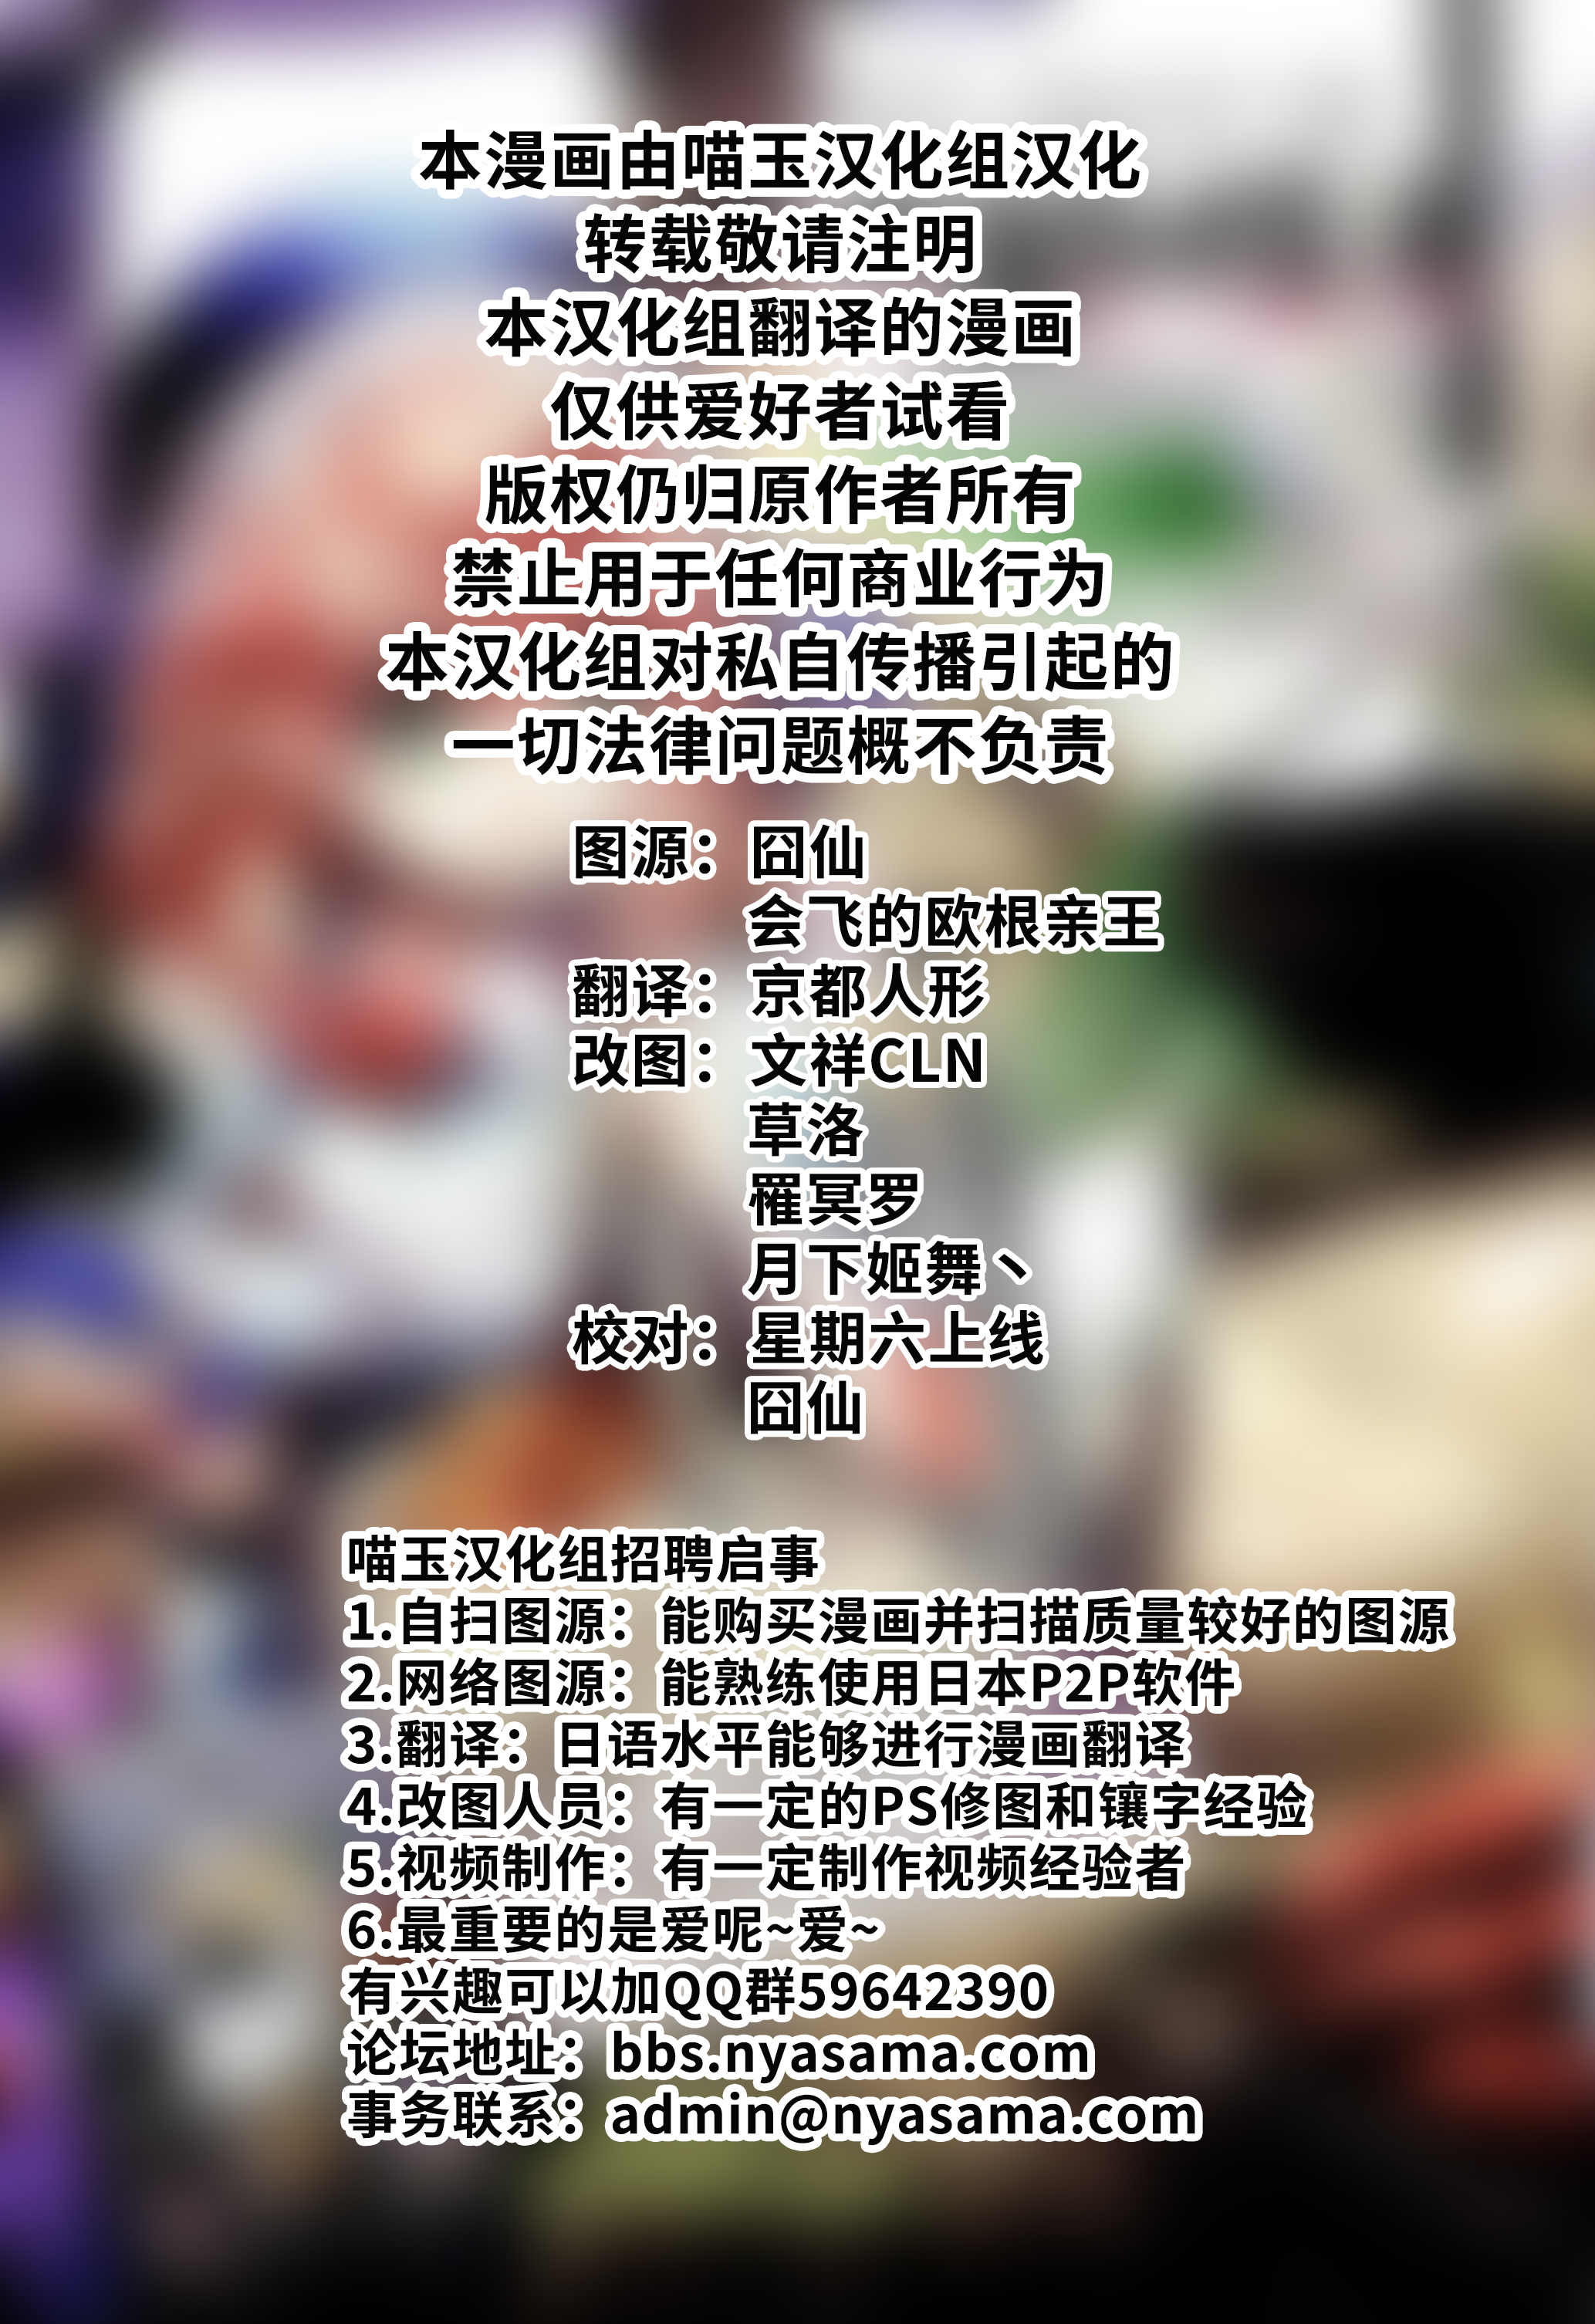 本漫画由喵玉汉化组汉化
转载敬请注明
本汉化组翻译的漫画
仅供爱好者试看
版权仍归原作者所有
禁止用于任何商业行为
本汉化组对私自传播引起的
一切法律问题概不负责
图源：囧仙
会飞的欧根亲王
翻译：京都人形
改图：文祥CLN
草洛
罹冥罗
月下姬舞丶
校对：星期六上线
囧仙
喵玉汉化组招聘启事
1.自扫图源：能购买漫画并扫描质量较好的图源
2.网络图源：能熟练使用日本P2P软件
3.翻译：日语水平能够进行漫画翻译
4.改图人员：有一定的PS修图和镶字经验
5.视频制作：有一定制作视频经验者
6.最重要的是爱呢~爱~
有兴趣可以加QQ群59642390
论坛地址：bbs.nyasama.com
事务联系：admin@nyasama.com